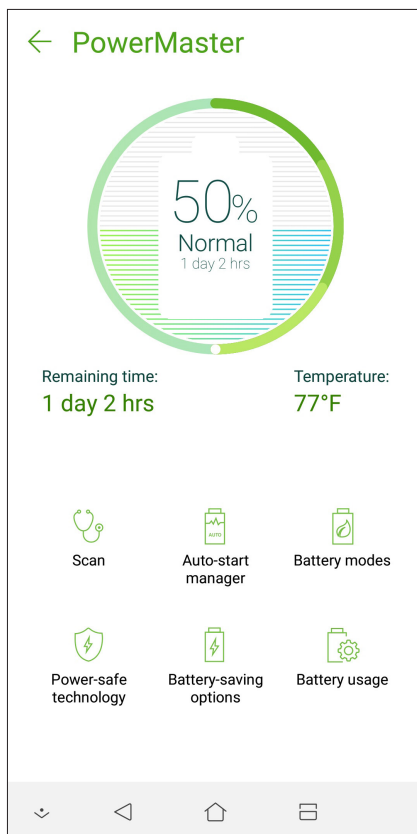 PowerMaster
50%
Normal
1 day 2 hrs
Remaining time:
1 day 2 hrs
Temperature:
77°F
Scan
AUTO
Auto-start
manager
Battery modes
Power-safe
technology
Battery-saving
options
Battery usage